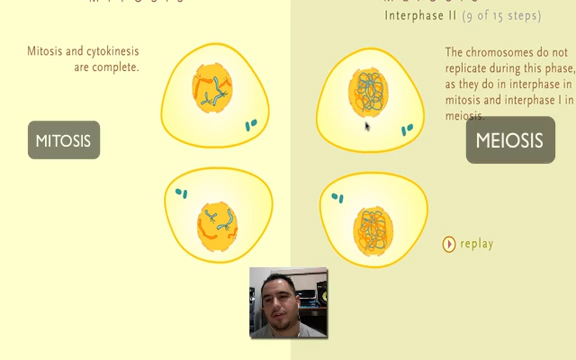 MITOSIS
Mitosis and cytokinesis
are complete.
MITOSIS
Interphase II (9 of 15 steps)
The chromosomes do not
replicate during this phase,
as they do in interphase in
mitosis and interphase I in
meiosis.
MEIOSIS
replay